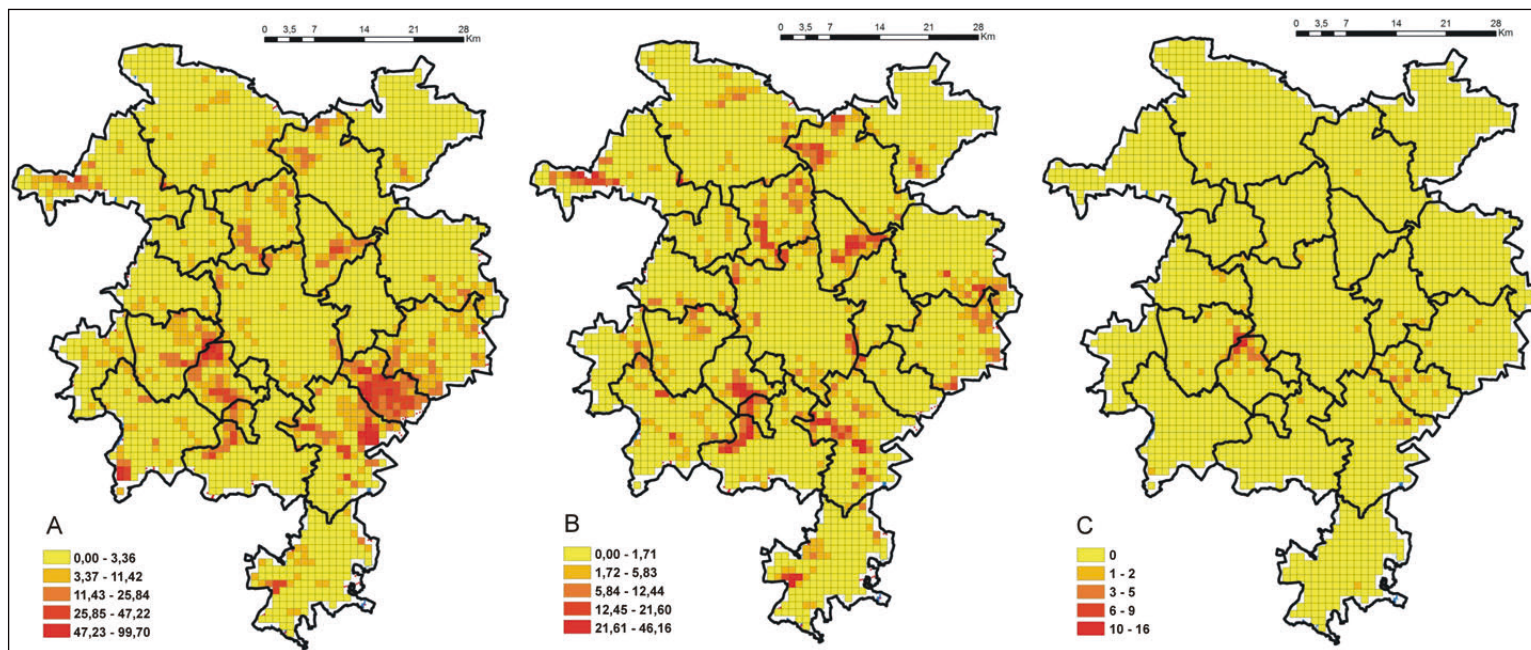 0 3,5 7 14 21 28
Km
A
0,00 - 3,36
3,37 - 11,42
11,43 - 25,84
25,85 - 47,22
47,23 - 99,70
0 3,5 7 14 21 28
Km
B
0,00 - 1,71
1,72 - 5,83
5,84 - 12,44
12,45 - 21,60
21,61 - 46,16
0 3,5 7 14 21 28
Km
C
0
1 - 2
3 - 5
6 - 9
10 - 16